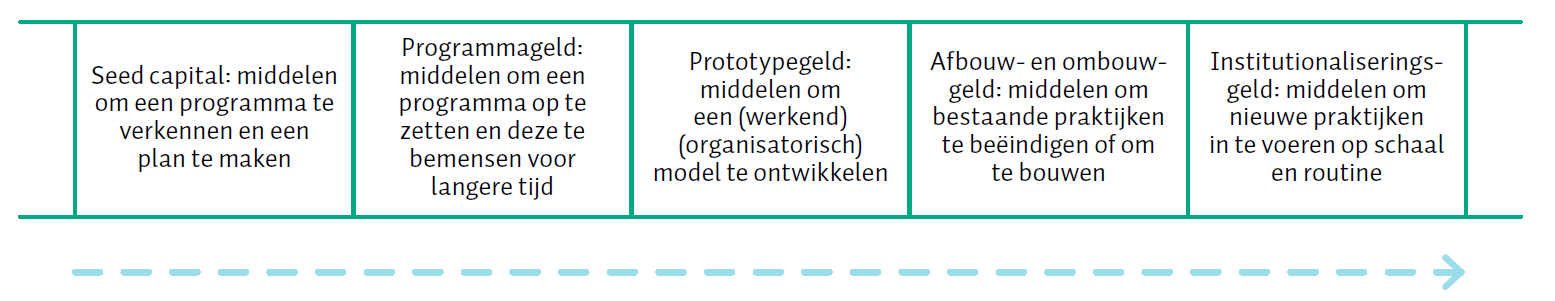 Seed capital: middelen
om een programma te
verkennen en een
plan te maken
Programmageld:
middelen om een
programma op te
zetten en deze te
bemensen voor
langere tijd
Prototypegeld:
middelen om
een (werkend)
(organisatorisch)
model te ontwikkelen
Afbouw- en ombouw-
geld: middelen om
bestaande praktijken
te beëindigen of om
te bouwen
Institutionaliserings-
geld: middelen om
nieuwe praktijken
in te voeren op schaal
en routine